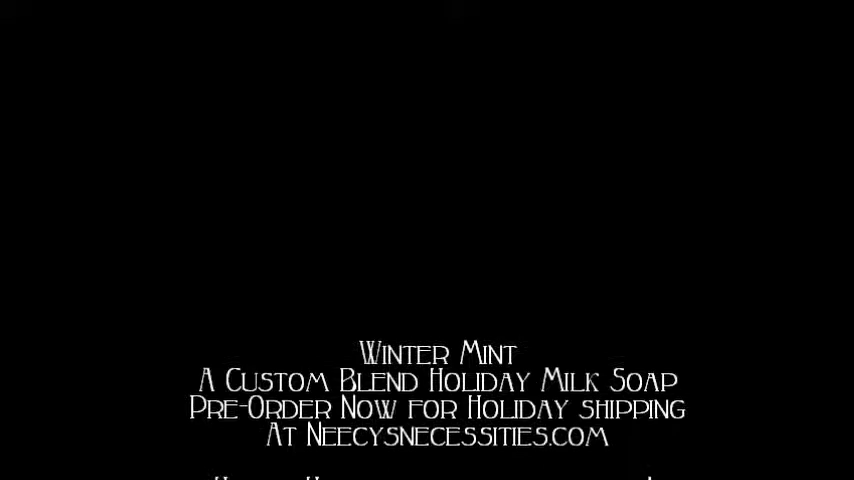 Winter Mint
A Custom Blend Holiday Milk Soap
Pre-Order Now for Holiday shipping
At Neecysnecessities.com